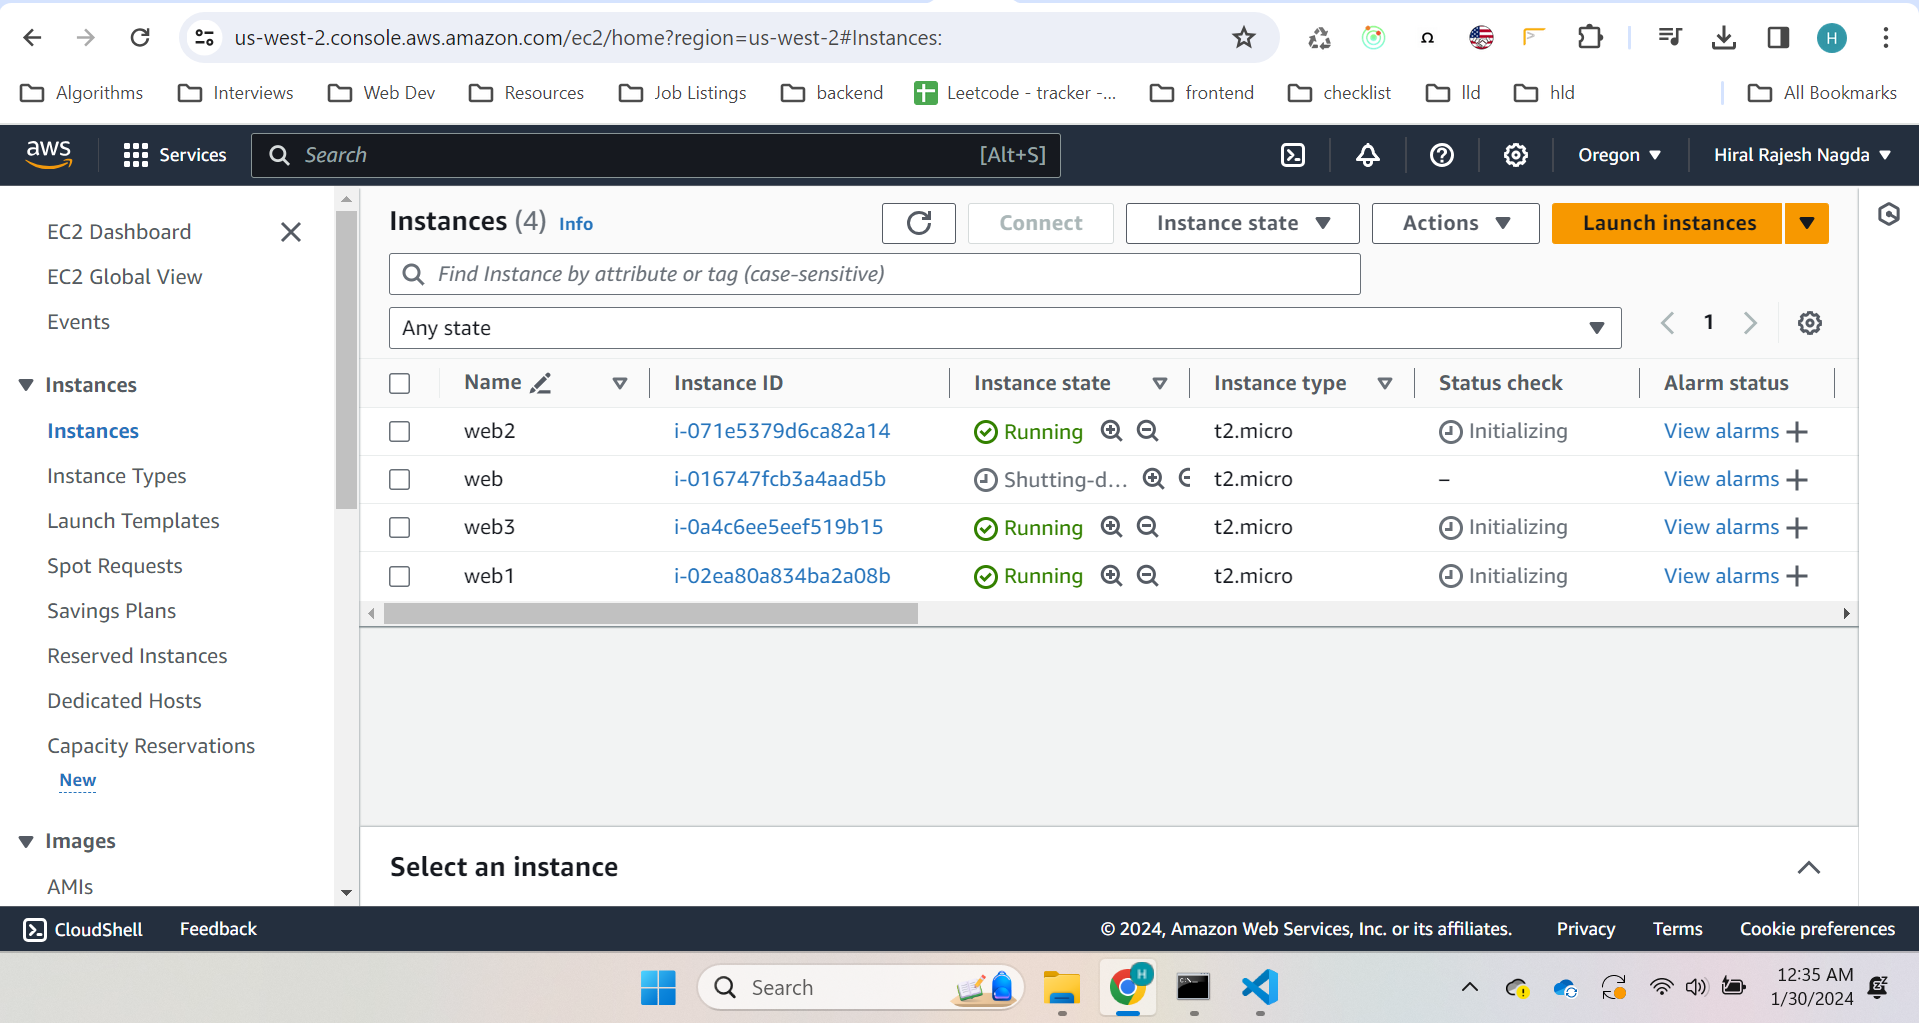 us-west-2.console.aws.amazon.com/ec2/home?region=us-west-2#Instances:
H
Algorithms Interviews Web Dev Resources Job Listings backend Leetcode - tracker -... frontend checklist lld hld All Bookmarks
aws Services Search [Alt+S] Oregon Hiral Rajesh Nagda
EC2 Dashboard
EC2 Global View
Events
Instances
Instances
Instance Types
Launch Templates
Spot Requests
Savings Plans
Reserved Instances
Dedicated Hosts
Capacity Reservations
New
Images
AMIs
Instances (4) Info Connect Instance state Actions Launch instances
Find Instance by attribute or tag (case-sensitive)
Any state 1
Name Instance ID Instance state Instance type Status check Alarm status
web2 i-071e5379d6ca82a14 Running t2.micro Initializing View alarms
web i-016747fcb3a4aad5b Shutting-d... t2.micro – View alarms
web3 i-0a4c6ee5eef519b15 Running t2.micro Initializing View alarms
web1 i-02ea80a834ba2a08b Running t2.micro Initializing View alarms
Select an instance
CloudShell Feedback © 2024, Amazon Web Services, Inc. or its affiliates. Privacy Terms Cookie preferences
Search H 12:35 AM
1/30/2024